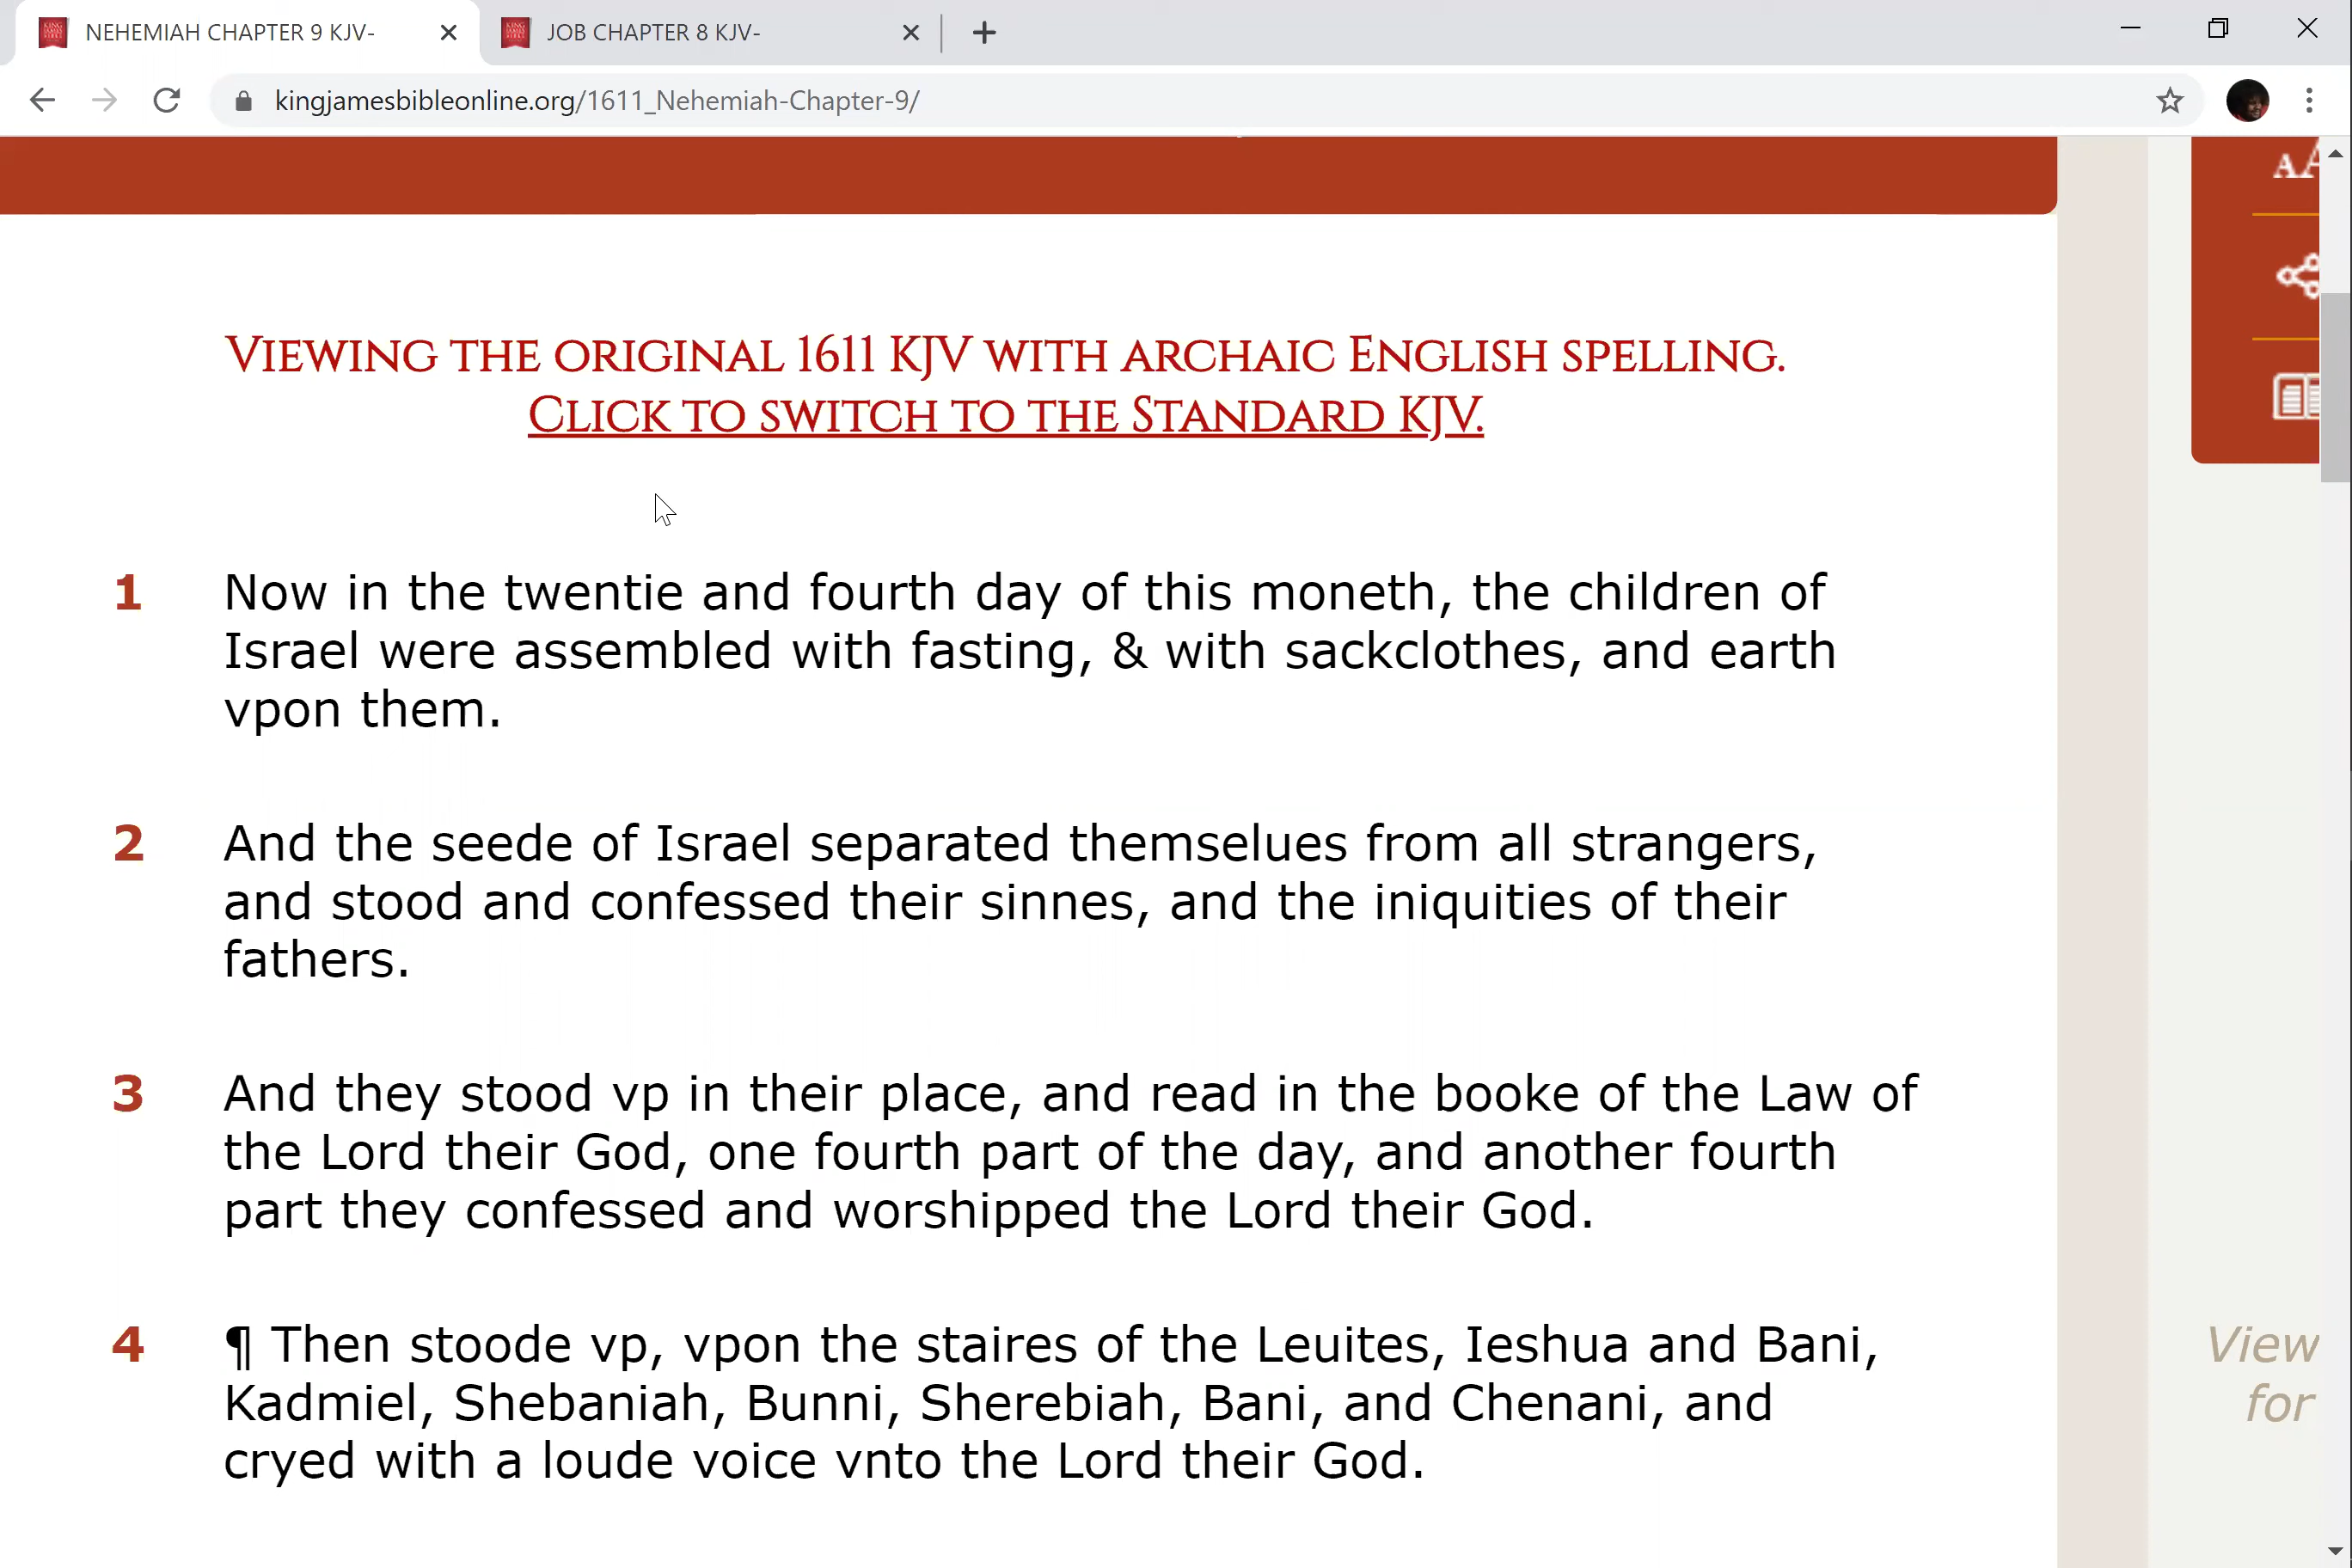 NEHEMIAH CHAPTER 9 KJV-
JOB CHAPTER 8 KJV-
kingjamesbibleonline.org/1611_Nehemiah-Chapter-9/
AA
VIEWING THE ORIGINAL 1611 KJV WITH ARCHAIC ENGLISH SPELLING.
CLICK TO SWITCH TO THE STANDARD KJV.
1 Now in the twentie and fourth day of this moneth, the children of
Israel were assembled with fasting, & with sackclothes, and earth
vpon them.
2 And the seede of Israel separated themselues from all strangers,
and stood and confessed their sinnes, and the iniquities of their
fathers.
3 And they stood vp in their place, and read in the booke of the Law of
the Lord their God, one fourth part of the day, and another fourth
part they confessed and worshipped the Lord their God.
4 ¶ Then stoode vp, vpon the staires of the Leuites, Ieshua and Bani,
Kadmiel, Shebaniah, Bunni, Sherebiah, Bani, and Chenani, and
cryed with a loude voice vnto the Lord their God.
View
for